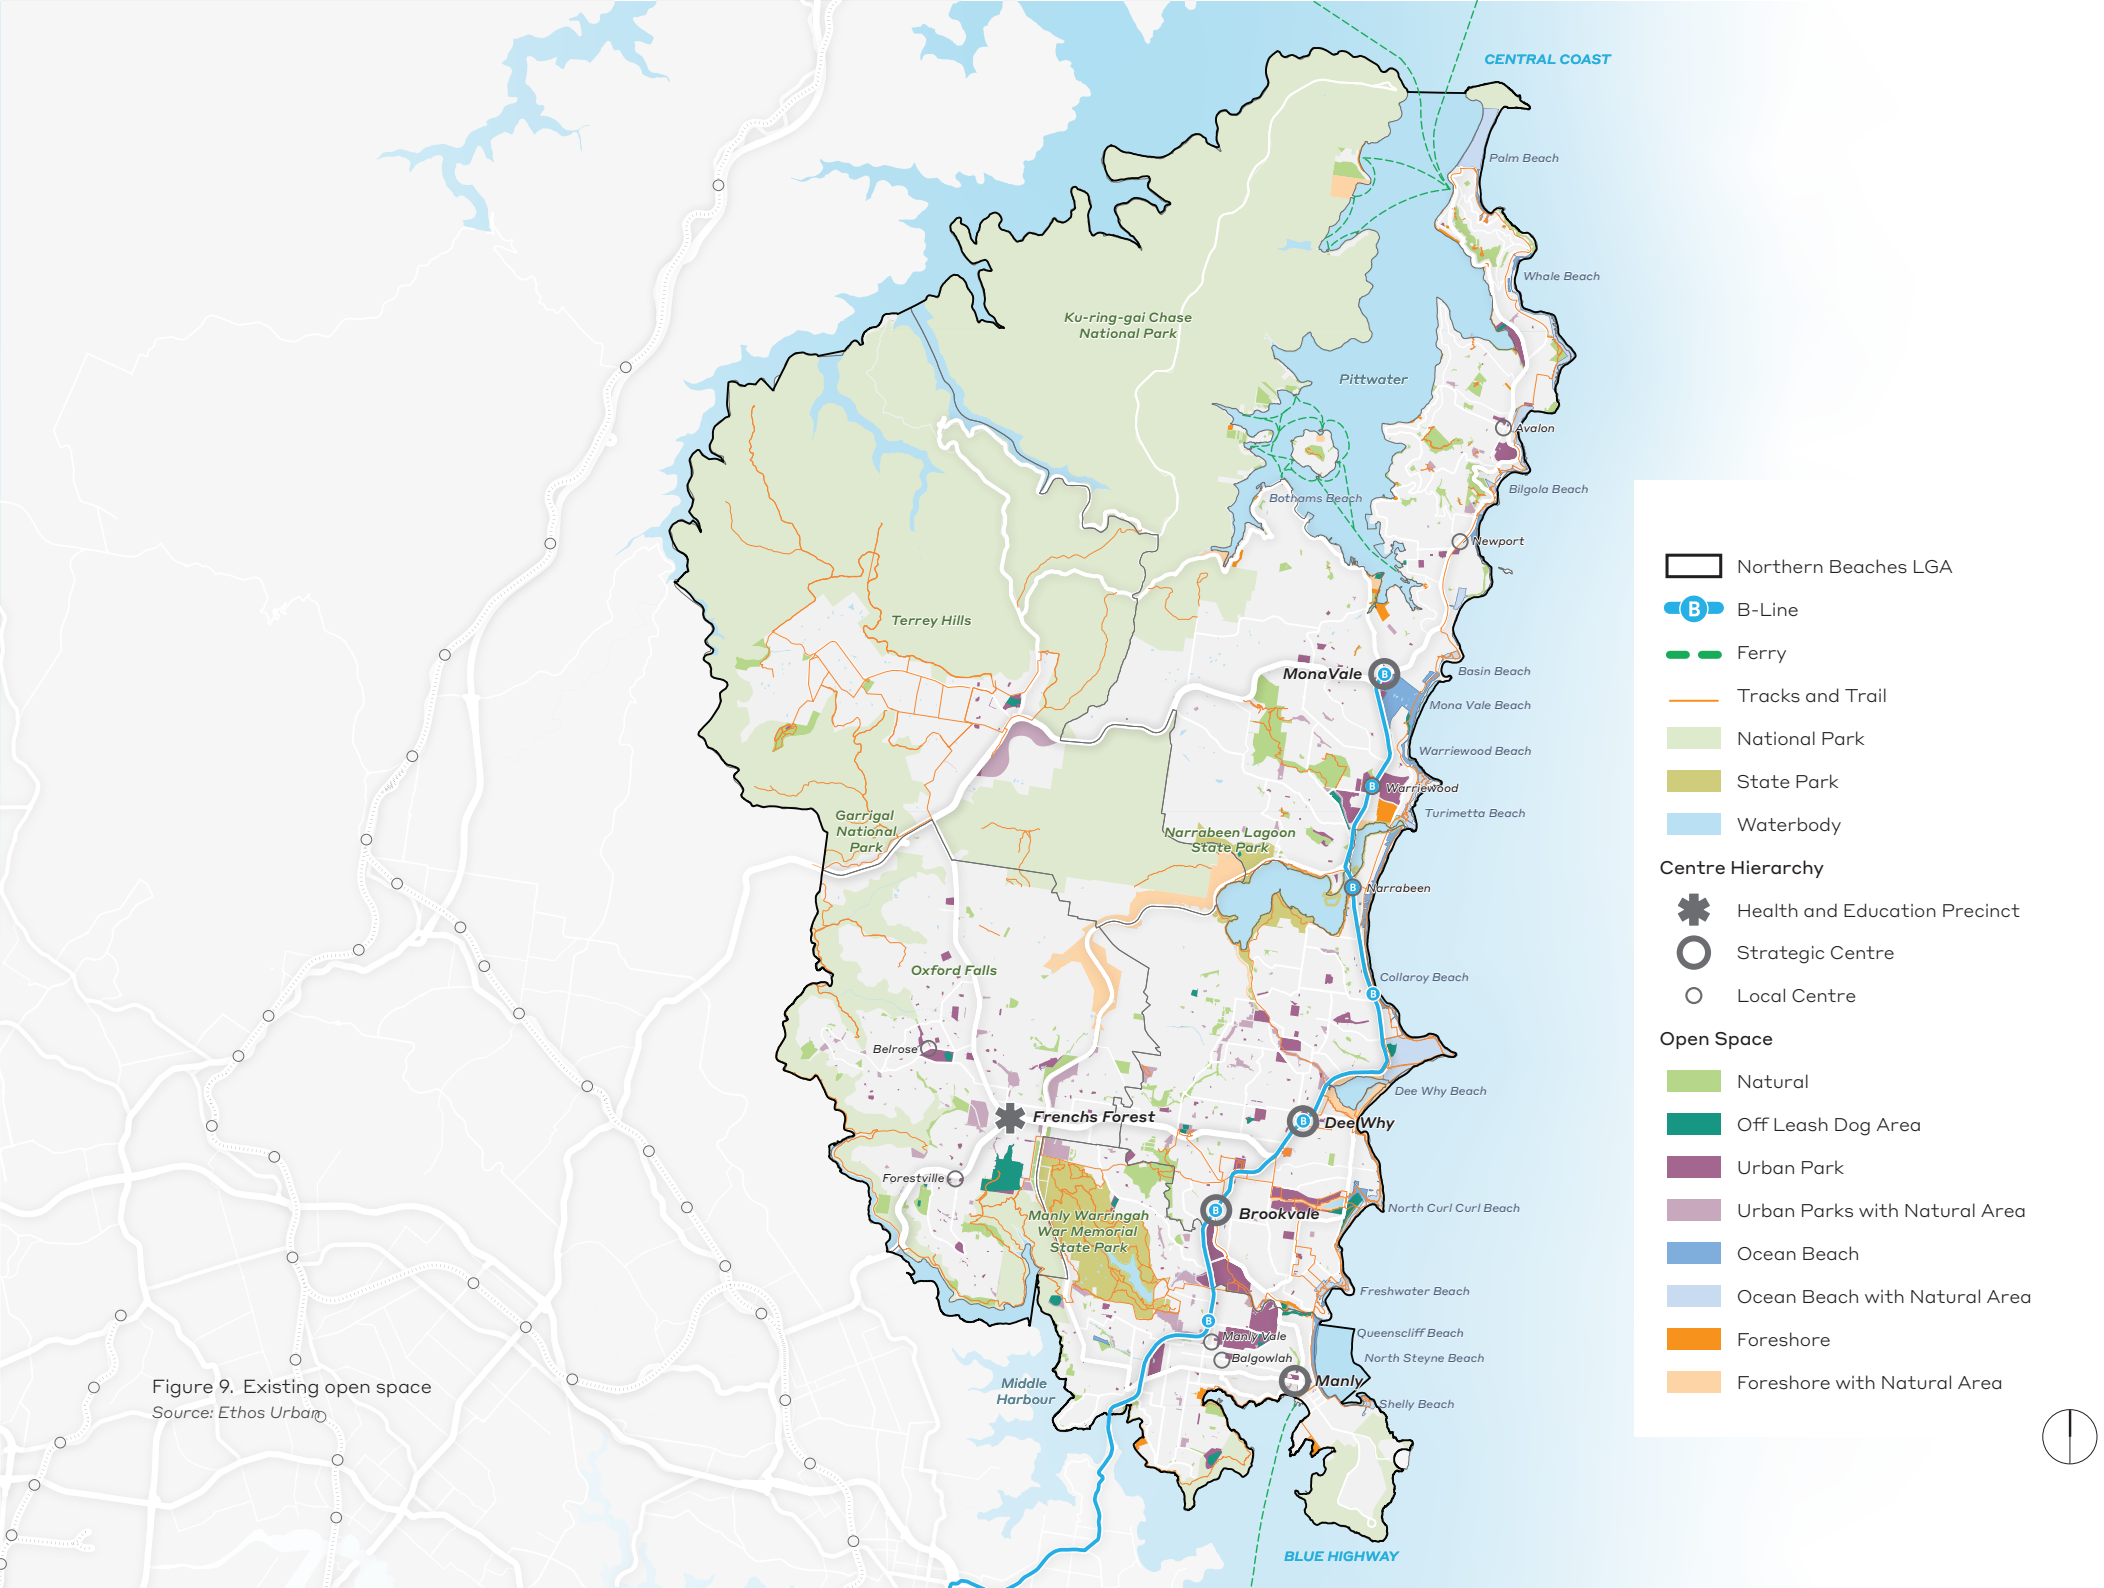 CENTRAL COAST
Palm Beach
Whale Beach
Ku-ring-gai Chase
National Park
Pittwater
Avalon
Bilgola Beach
Bothams Beach
Newport
Terrey Hills
MonaVale
B
Basin Beach
Mona Vale Beach
Warriewood Beach
B
Warriewood
Turimetta Beach
Garrigal
National
Park
Narrabeen Lagoon
State Park
B
Narrabeen
Oxford Falls
Collaroy Beach
B
Belrose
Dee Why Beach
Frenchs Forest
B
Dee Why
Forestville
Manly Warringah
War Memorial
State Park
B
Brookvale
North Curl Curl Beach
Freshwater Beach
B
Manly Vale
Queenscliff Beach
Balgowlah
North Steyne Beach
Middle
Harbour
Manly
Shelly Beach
BLUE HIGHWAY
Figure 9. Existing open space
Source: Ethos Urban
Northern Beaches LGA
B
B-Line
Ferry
Tracks and Trail
National Park
State Park
Waterbody
Centre Hierarchy
Health and Education Precinct
Strategic Centre
Local Centre
Open Space
Natural
Off Leash Dog Area
Urban Park
Urban Parks with Natural Area
Ocean Beach
Ocean Beach with Natural Area
Foreshore
Foreshore with Natural Area